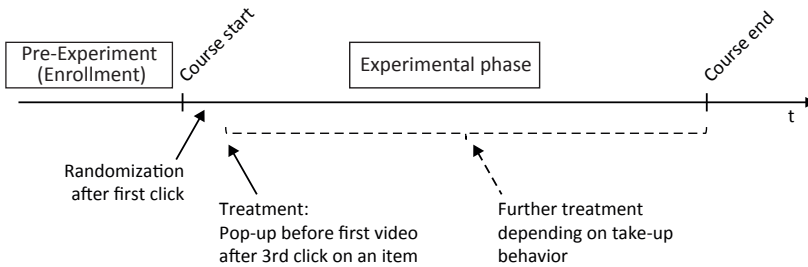 Pre-Experiment
(Enrollment)
Course start
Experimental phase
Course end
t
Randomization
after first click
Treatment:
Pop-up before first video
after 3rd click on an item
Further treatment
depending on take-up
behavior